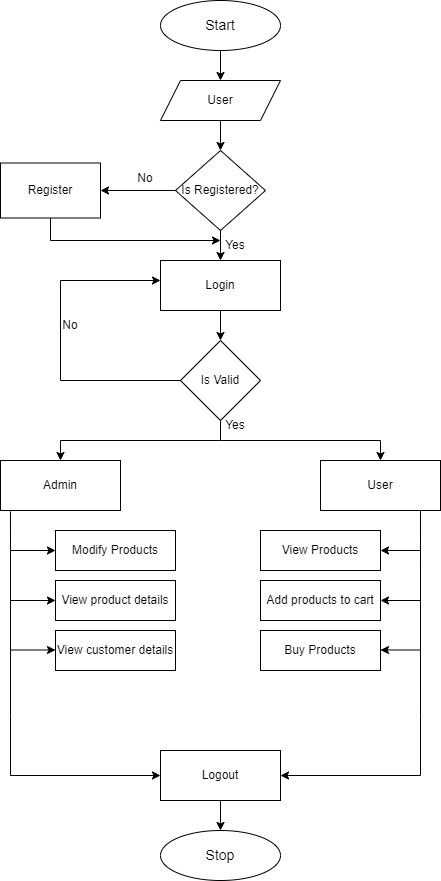 Start
User
Is Registered?
No
Register
Yes
Login
No
Is Valid
Yes
Admin
User
Modify Products
View Products
View product details
Add products to cart
View customer details
Buy Products
Logout
Stop